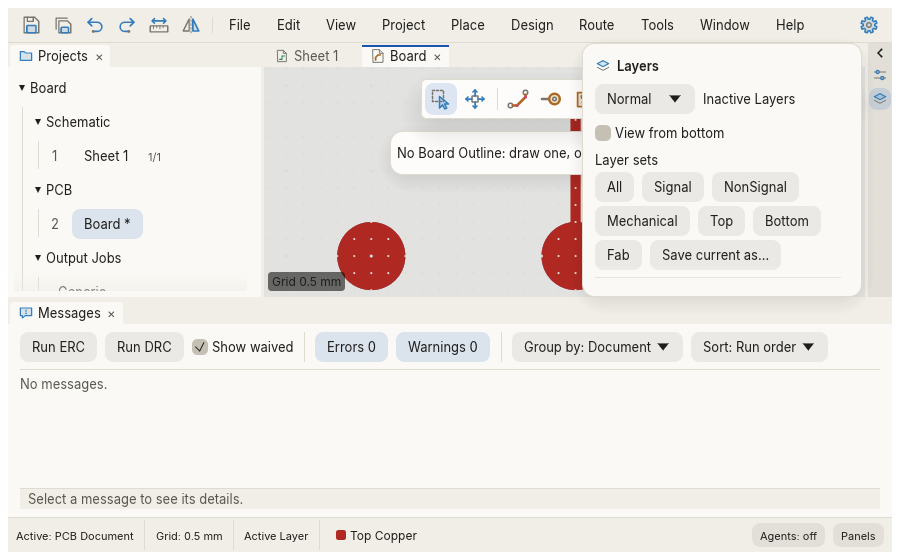 File Edit View Project Place Design Route Tools Window Help
Projects ×
Sheet 1
Board ×
Board
Schematic
1 Sheet 1 1/1
PCB
2 Board *
Output Jobs
Generic
No Board Outline: draw one, o
Grid 0.5 mm
Layers
Normal Inactive Layers
View from bottom
Layer sets
All Signal NonSignal
Mechanical Top Bottom
Fab Save current as...
Messages ×
Run ERC Run DRC Show waived Errors 0 Warnings 0 Group by: Document Sort: Run order
No messages.
Select a message to see its details.
Active: PCB Document Grid: 0.5 mm Active Layer Top Copper Agents: off Panels